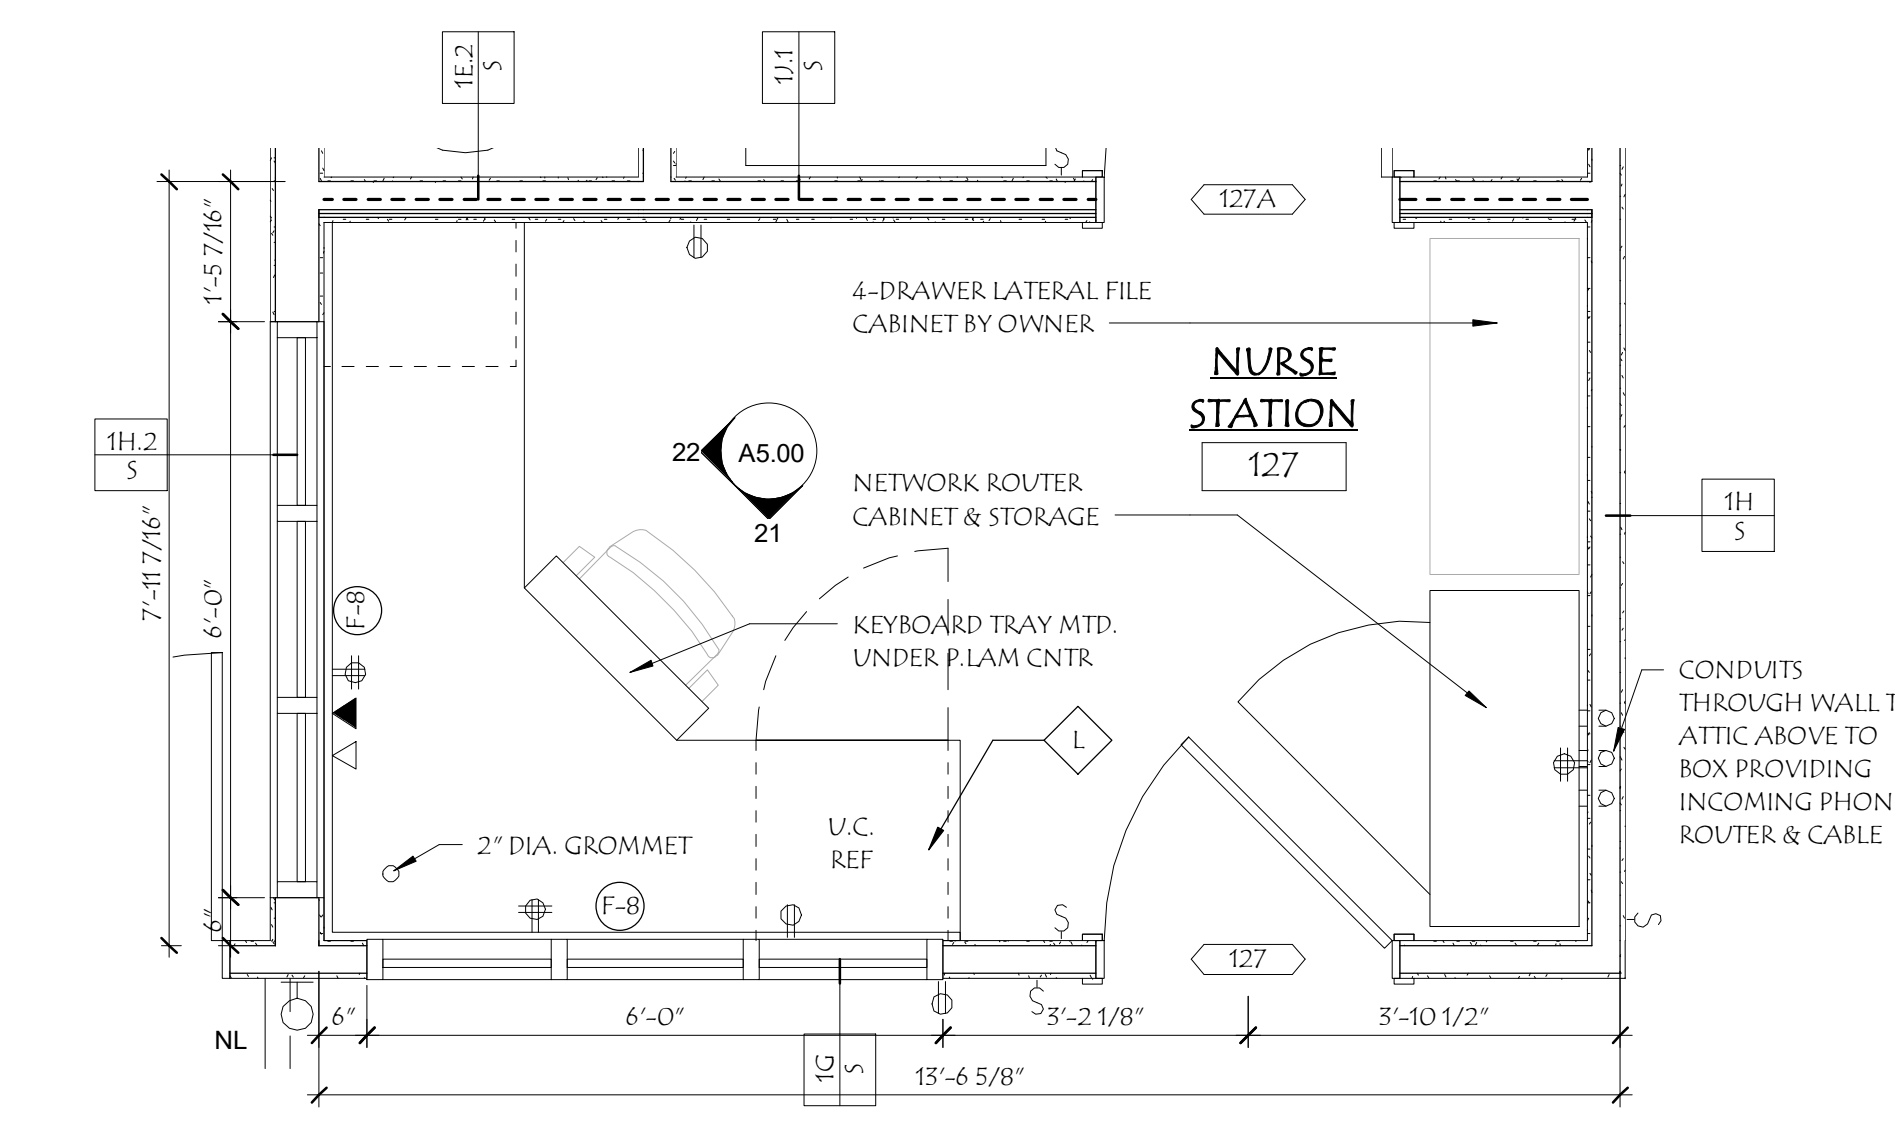 1E.2
S
1J.1
S
127A
1'-5 7/16"
4-DRAWER LATERAL FILE
CABINET BY OWNER
NURSE
STATION
127
1H.2
S
22
A5.00
21
NETWORK ROUTER
CABINET & STORAGE
1H
S
7'-11 7/16"
6'-0"
F-8
KEYBOARD TRAY MTD.
UNDER P.LAM CNTR
CONDUITS
THROUGH WALL T
ATTIC ABOVE TO
BOX PROVIDING
INCOMING PHON
ROUTER & CABLE
L
2" DIA. GROMMET
U.C.
REF
F-8
6"
S
S
S
S
127
NL
6"
6'-0"
3'-2 1/8"
3'-10 1/2"
1G
S
13'-6 5/8"